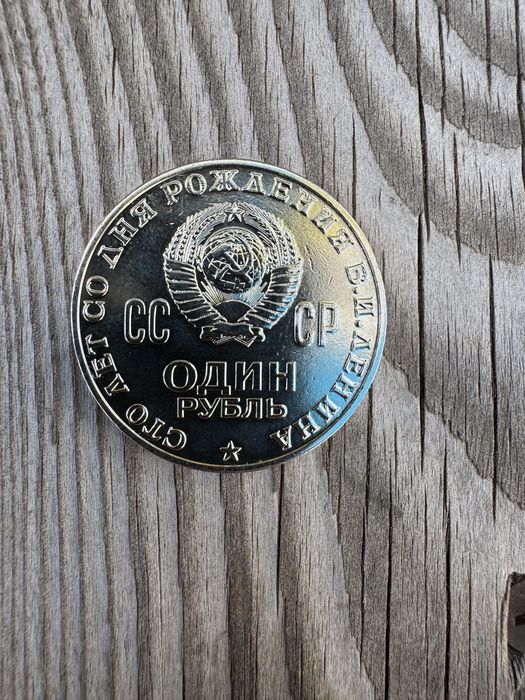 СТО ЛЕТ СО ДНЯ РОЖДЕНИЯ В.И.ЛЕНИНА
СС СР
ОДИН
РУБЛЬ